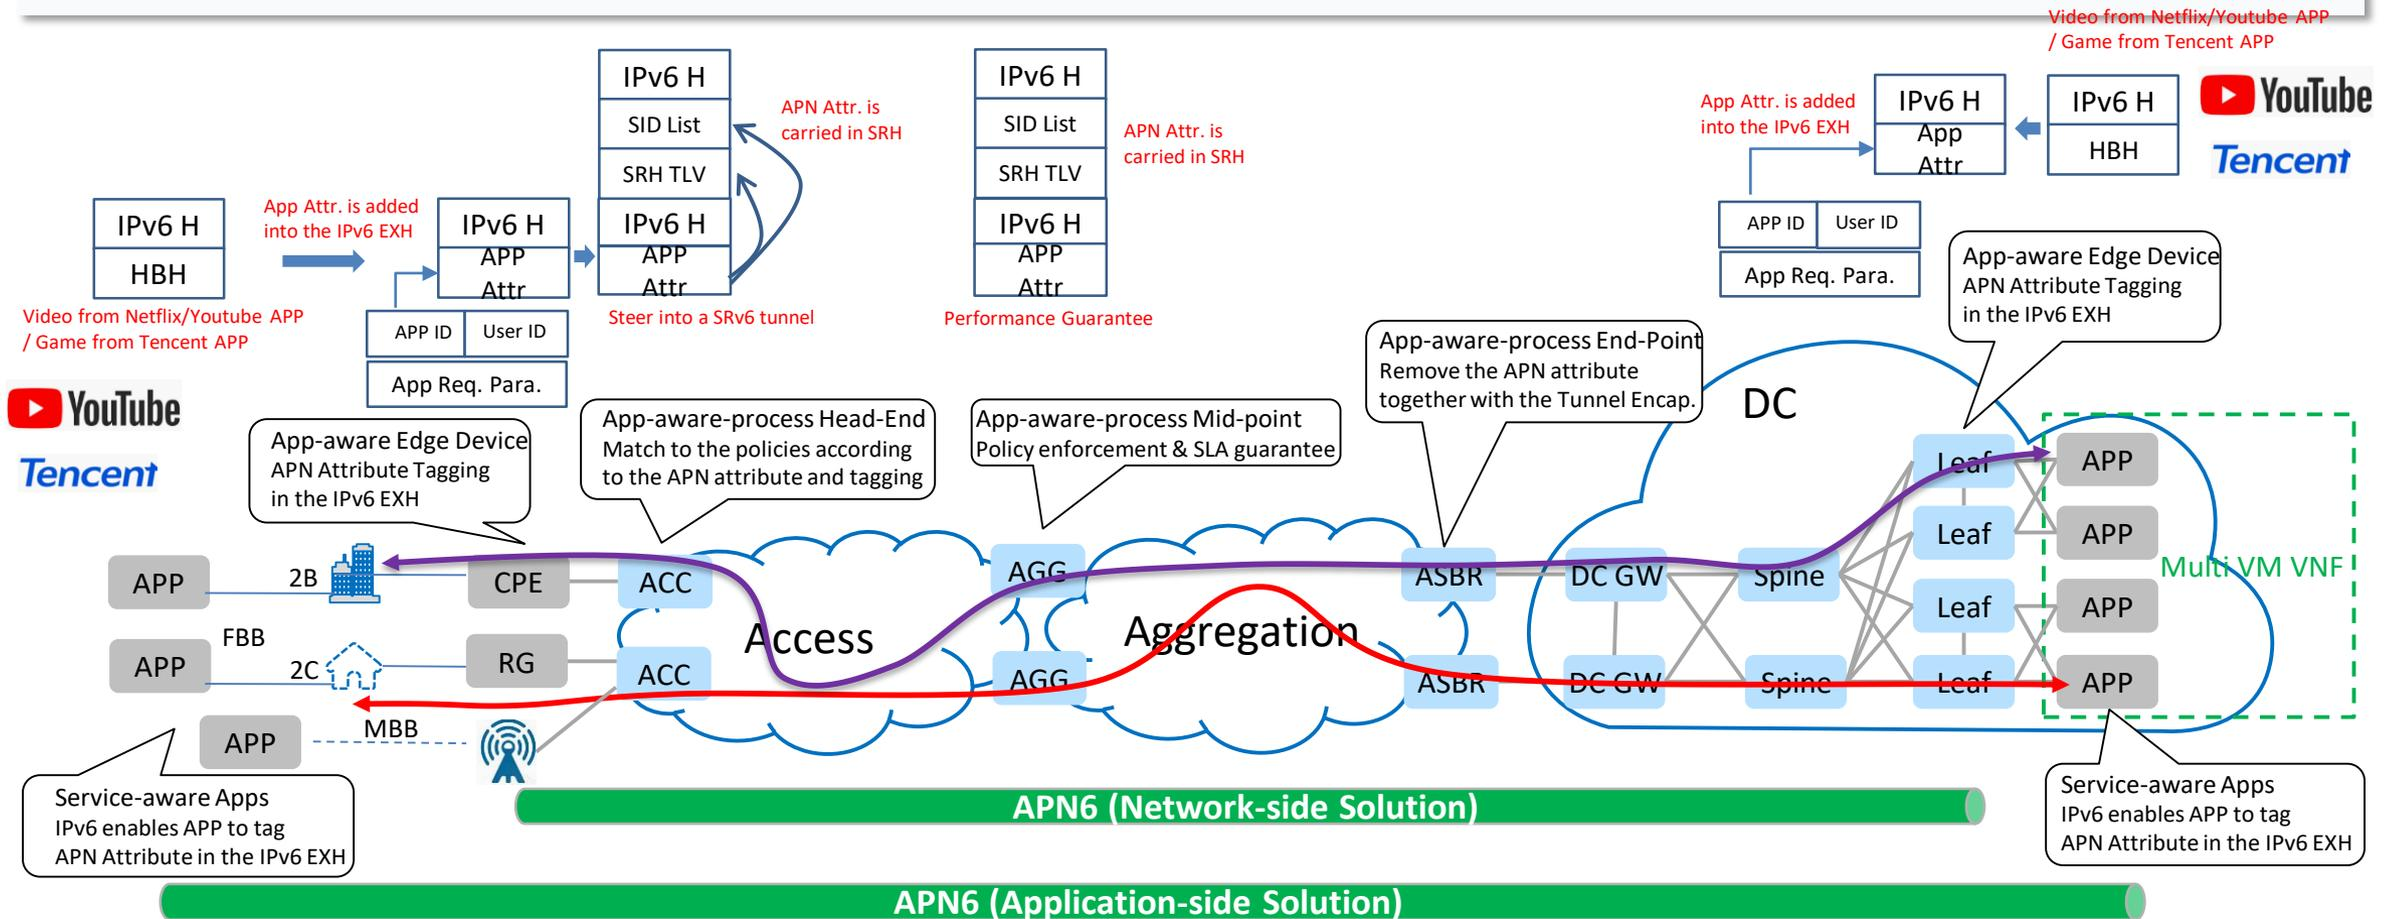 Video from Netflix/Youtube APP
/ Game from Tencent APP
IPv6 H
SID List
SRH TLV
IPv6 H
APP
Attr
APN Attr. is
carried in SRH
IPv6 H
SID List
SRH TLV
IPv6 H
APP
Attr
APN Attr. is
carried in SRH
App Attr. is added
into the IPv6 EXH
IPv6 H
App
Attr
IPv6 H
HBH
YouTube
Tencent
APP ID
User ID
App Req. Para.
IPv6 H
HBH
App Attr. is added
into the IPv6 EXH
IPv6 H
APP
Attr
Video from Netflix/Youtube APP
/ Game from Tencent APP
APP ID
User ID
App Req. Para.
Steer into a SRv6 tunnel
Performance Guarantee
YouTube
Tencent
App-aware Edge Device
APN Attribute Tagging
in the IPv6 EXH
App-aware-process Head-End
Match to the policies according
to the APN attribute and tagging
App-aware-process Mid-point
Policy enforcement & SLA guarantee
App-aware-process End-Point
Remove the APN attribute
together with the Tunnel Encap.
App-aware Edge Device
APN Attribute Tagging
in the IPv6 EXH
DC
APP
2B
CPE
ACC
AGG
ASBR
DC GW
Spine
Leaf
APP
Leaf
APP
Multi VM VNF
Leaf
APP
FBB
Access
Aggregation
APP
2C
RG
ACC
AGG
ASBR
DC GW
Spine
Leaf
APP
APP
MBB
Service-aware Apps
IPv6 enables APP to tag
APN Attribute in the IPv6 EXH
Service-aware Apps
IPv6 enables APP to tag
APN Attribute in the IPv6 EXH
APN6 (Network-side Solution)
APN6 (Application-side Solution)